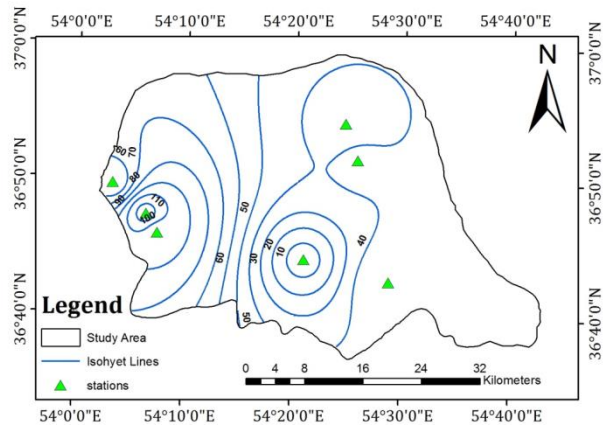 54°0'0"E 54°10'0"E 54°20'0"E 54°30'0"E
37°0'0"N
37°0'0"N
N
60
70
110
80
90
100
36°50'0"N
36°50'0"N
50
40
20
30
10
60
Legend
50
36°40'0"N
36°40'0"N
Study Area
Isohyet Lines
stations
0 2 4 8 16 24 32
Kilometers
54°0'0"E 54°10'0"E 54°20'0"E 54°30'0"E 54°40'0"E